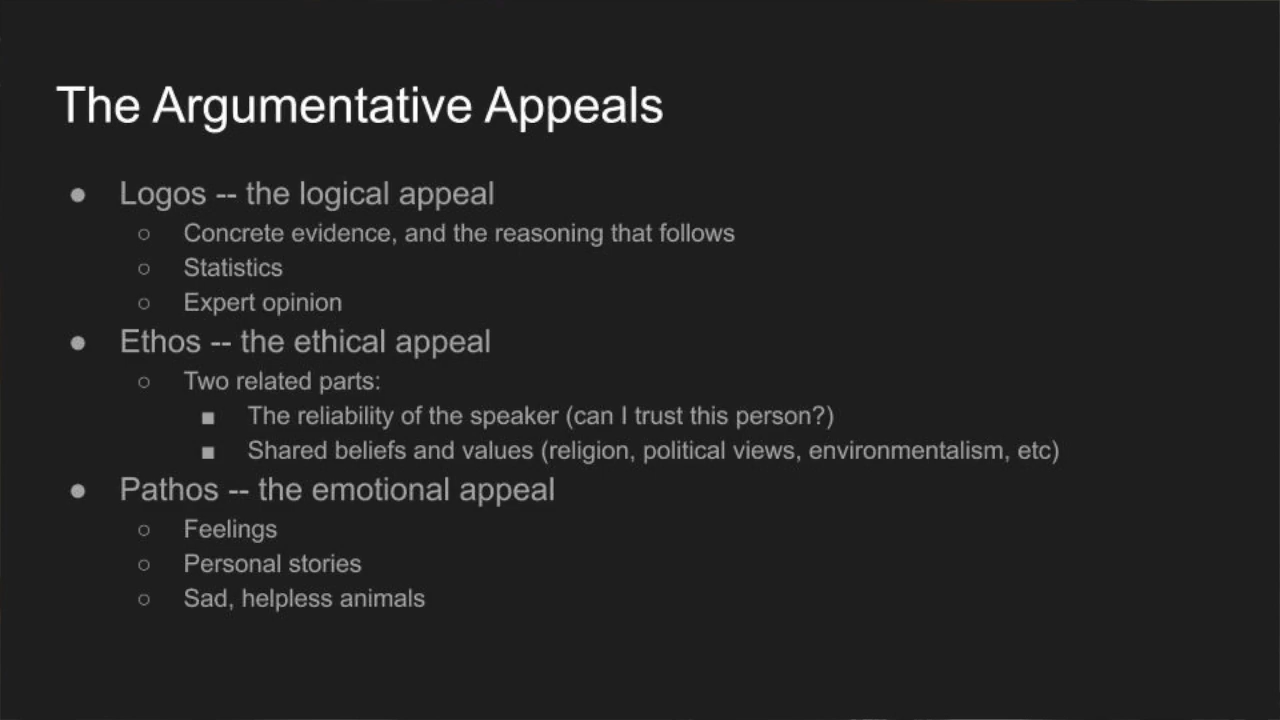 The Argumentative Appeals
● Logos -- the logical appeal
○ Concrete evidence, and the reasoning that follows
○ Statistics
○ Expert opinion
● Ethos -- the ethical appeal
○ Two related parts:
■ The reliability of the speaker (can I trust this person?)
■ Shared beliefs and values (religion, political views, environmentalism, etc)
● Pathos -- the emotional appeal
○ Feelings
○ Personal stories
○ Sad, helpless animals